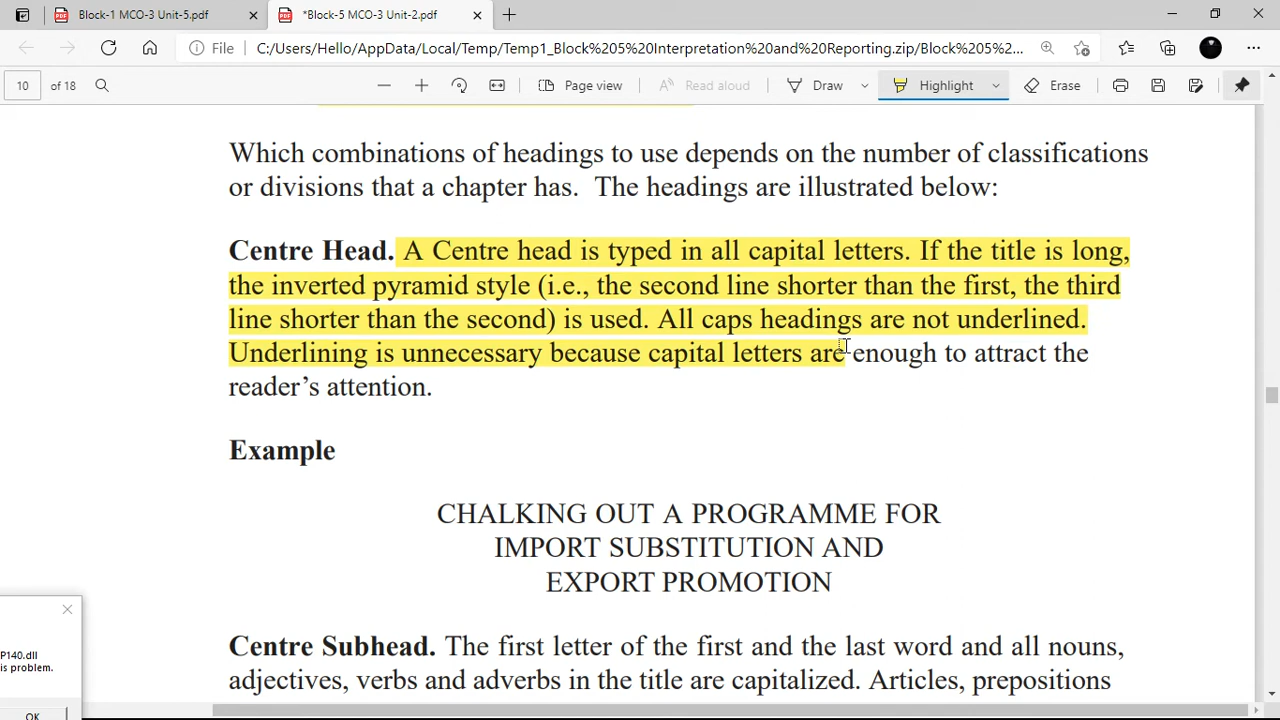 Block-1 MCO-3 Unit-5.pdf
*Block-5 MCO-3 Unit-2.pdf
File
C:/Users/Hello/AppData/Local/Temp/Temp1_Block%205%20Interpretation%20and%20Reporting.zip/Block%205%2...
10 of 18
Page view
Read aloud
Draw
Highlight
Erase
Which combinations of headings to use depends on the number of classifications
or divisions that a chapter has. The headings are illustrated below:
Centre Head. A Centre head is typed in all capital letters. If the title is long,
the inverted pyramid style (i.e., the second line shorter than the first, the third
line shorter than the second) is used. All caps headings are not underlined.
Underlining is unnecessary because capital letters are enough to attract the
reader's attention.
Example
CHALKING OUT A PROGRAMME FOR
IMPORT SUBSTITUTION AND
EXPORT PROMOTION
Centre Subhead. The first letter of the first and the last word and all nouns,
adjectives, verbs and adverbs in the title are capitalized. Articles, prepositions
P140.dll
is problem.
OK